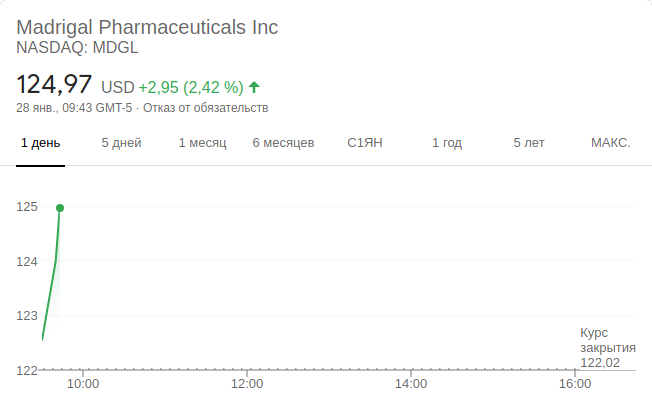 Madrigal Pharmaceuticals Inc
NASDAQ: MDGL
124,97 USD +2,95 (2,42 %)
28 янв., 09:43 GMT-5 · Отказ от обязательств
1 день 5 дней 1 месяц 6 месяцев С1ЯН 1 год 5 лет МАКС.
125
124
123
Курс
закрытия
122,02
122
10:00 12:00 14:00 16:00